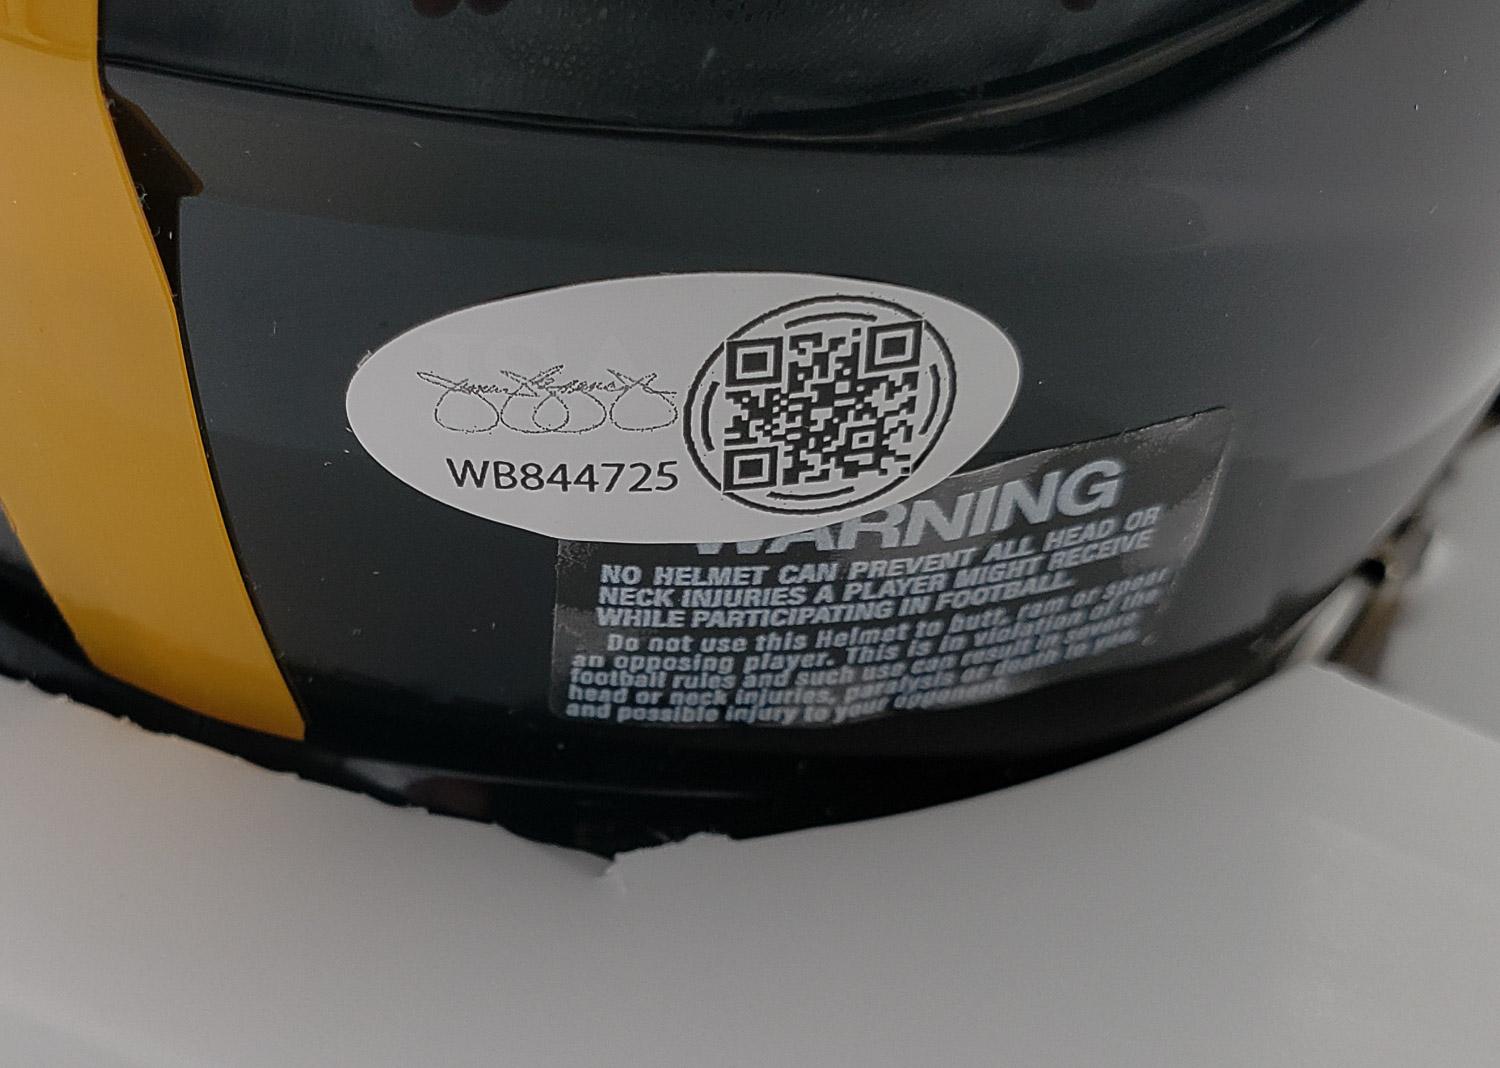 WB844725
WARNING
NO HELMET CAN PREVENT ALL HEAD OR
NECK INJURIES A PLAYER MIGHT RECEIVE
WHILE PARTICIPATING IN FOOTBALL.
Do not use this Helmet to butt, ram or spear
an opposing player. This is in violation of the
football rules and such use can result in severe
head or neck injuries, paralysis or death to you
and possible injury to your opponent.